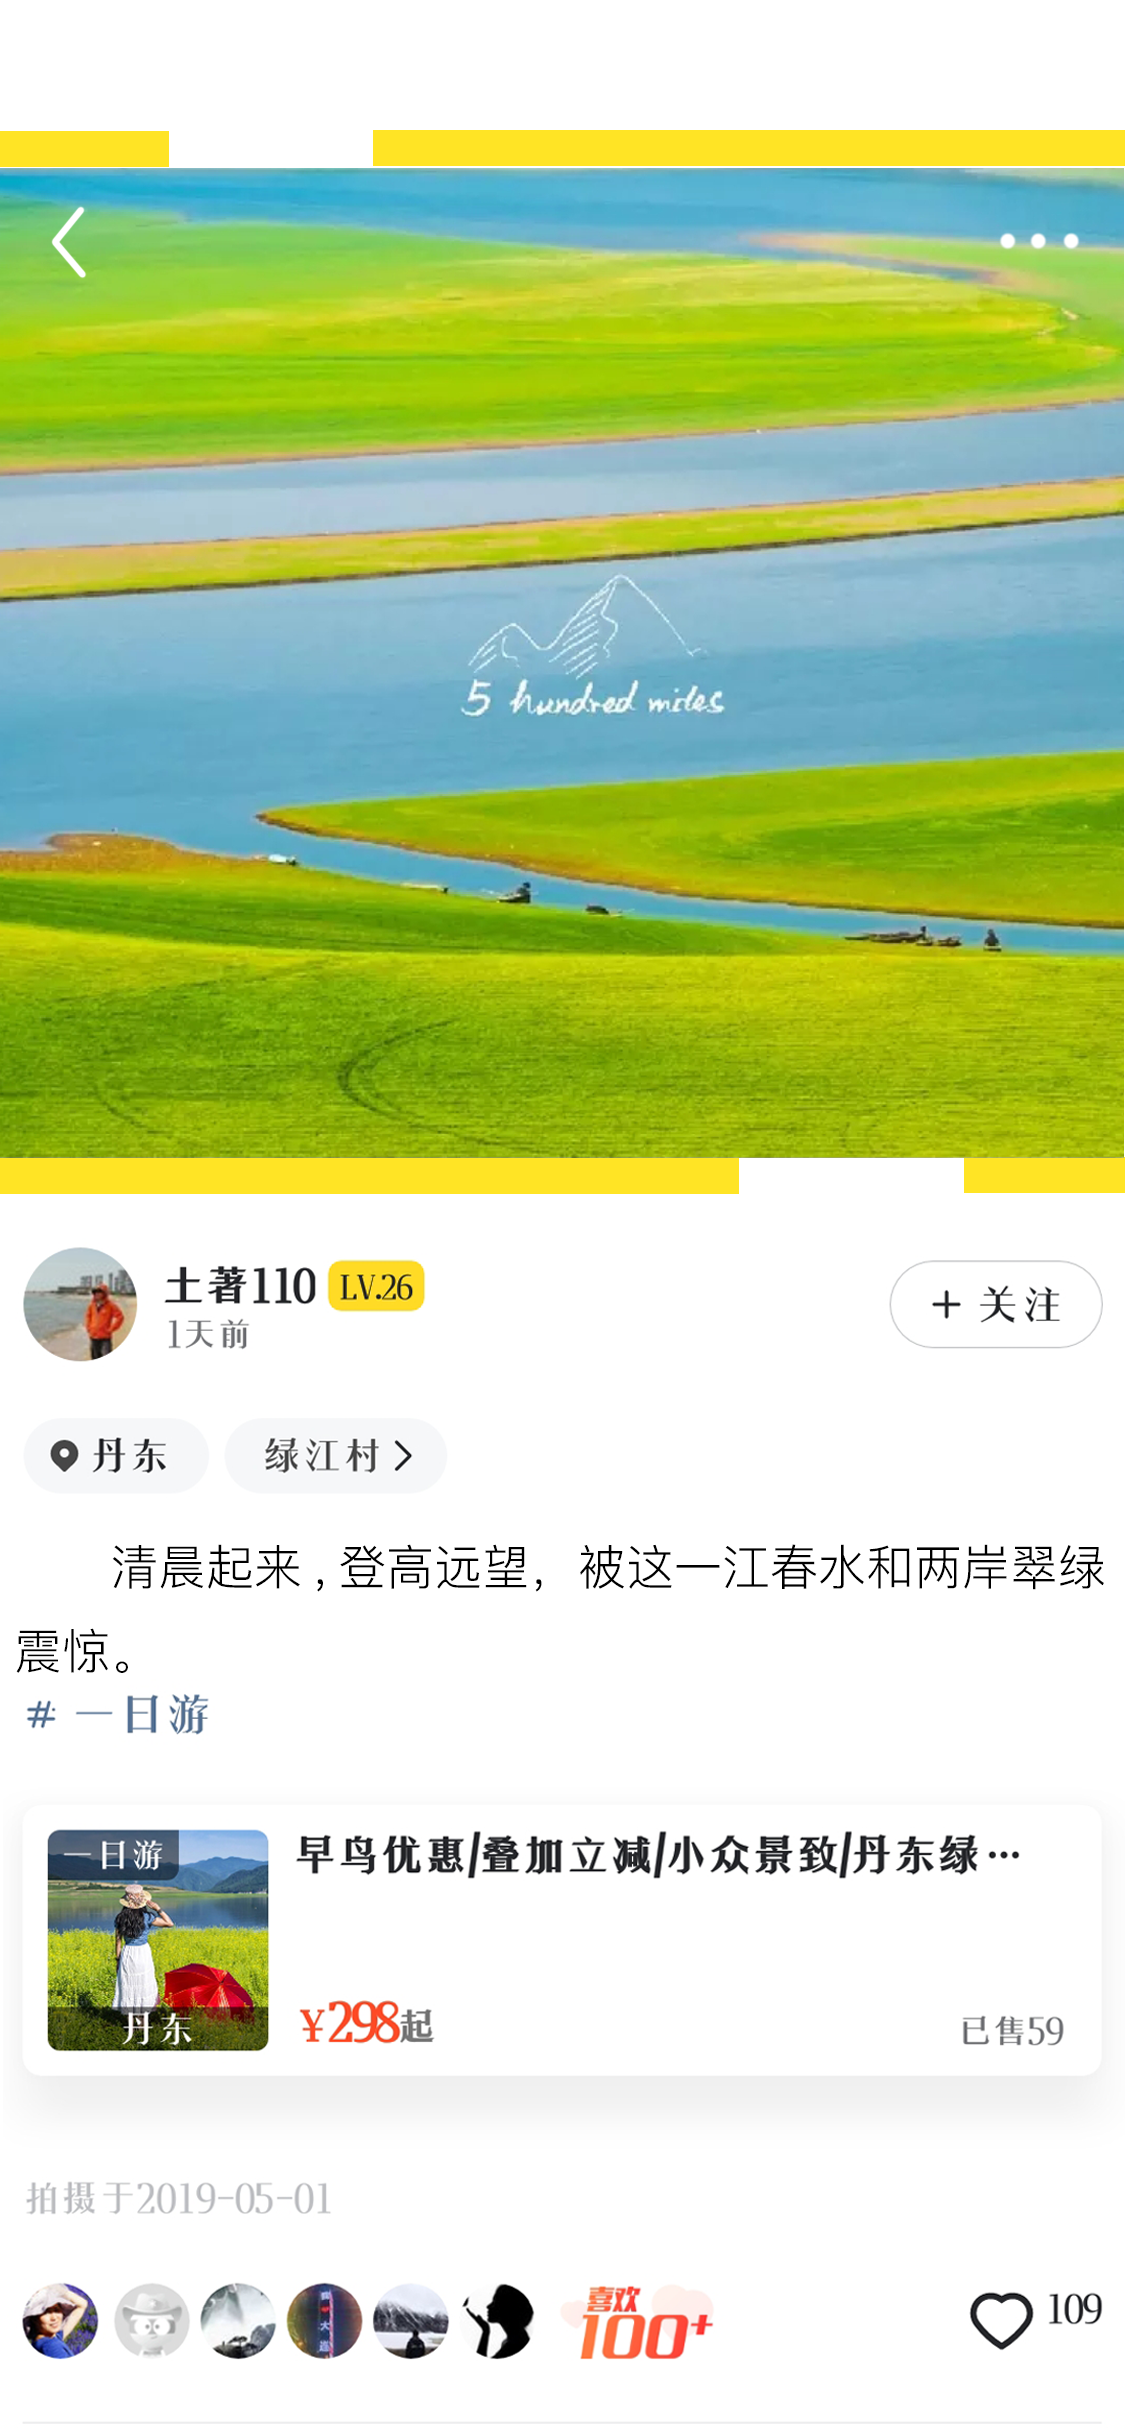 5 hundred miles
土著110 LV.26
1天前
+ 关注
丹东 绿江村
清晨起来，登高远望，被这一江春水和两岸翠绿
震惊。
# 一日游
一日游
早鸟优惠/叠加立减/小众景致/丹东绿…
丹东
¥298起
已售59
拍摄于2019-05-01
喜欢
100+
109